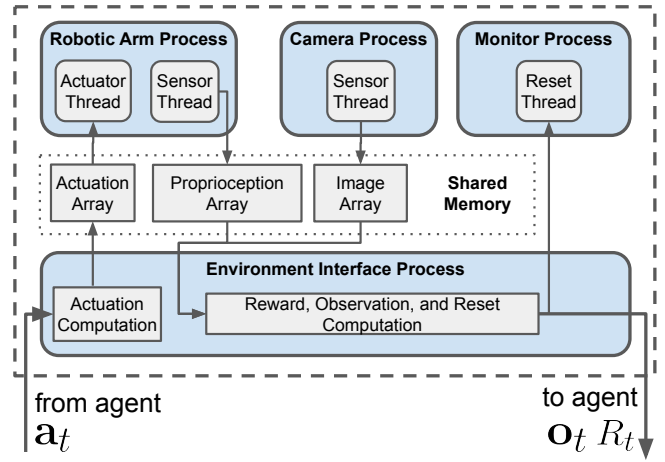 Robotic Arm Process
Camera Process
Monitor Process
Actuator
Thread
Sensor
Thread
Sensor
Thread
Reset
Thread
Actuation
Array
Proprioception
Array
Image
Array
Shared
Memory
Environment Interface Process
Actuation
Computation
Reward, Observation, and Reset
Computation
from agent
a_t
to agent
o_t R_t